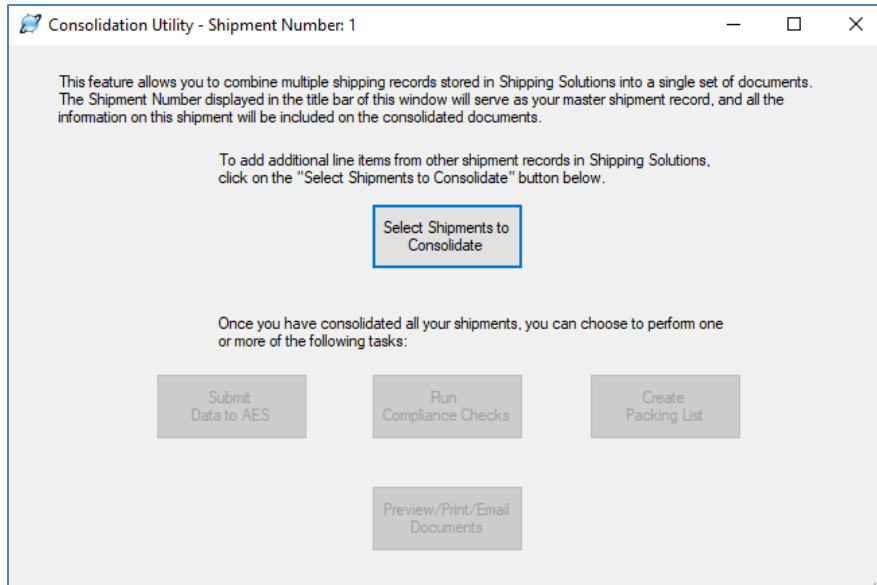 Consolidation Utility - Shipment Number: 1
This feature allows you to combine multiple shipping records stored in Shipping Solutions into a single set of documents.
The Shipment Number displayed in the title bar of this window will serve as your master shipment record, and all the
information on this shipment will be included on the consolidated documents.
To add additional line items from other shipment records in Shipping Solutions,
click on the "Select Shipments to Consolidate" button below.
Select Shipments to
Consolidate
Once you have consolidated all your shipments, you can choose to perform one
or more of the following tasks:
Submit
Data to AES
Run
Compliance Checks
Create
Packing List
Preview/Print/Email
Documents